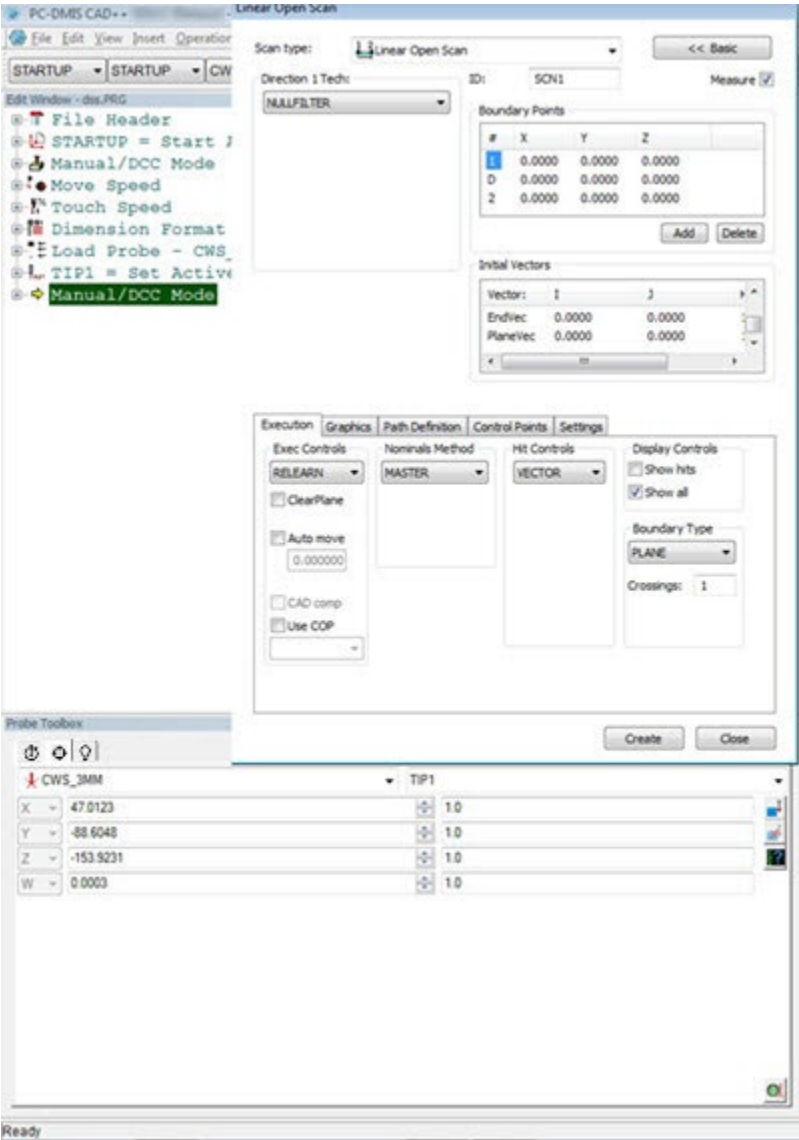 PC-DMIS CAD++
File Edit View Insert Operation
STARTUP STARTUP CW
Edit Window - dss.PRG
File Header
STARTUP = Start
Manual/DCC Mode
Move Speed
Touch Speed
Dimension Format
Load Probe - CWS_
TIP1 = Set Active
Manual/DCC Mode
Linear Open Scan
Scan type: Linear Open Scan << Basic
Direction 1 Tech: ID: SCN1 Measure
NULLFILTER
Boundary Points
# X Y Z
1 0.0000 0.0000 0.0000
D 0.0000 0.0000 0.0000
2 0.0000 0.0000 0.0000
Add Delete
Initial Vectors
Vector: I J
EndVec 0.0000 0.0000
PlaneVec 0.0000 0.0000
Execution Graphics Path Definition Control Points Settings
Exec Controls Nominals Method Hit Controls Display Controls
RELEARN MASTER VECTOR Show hits
ClearPlane Show all
Auto move Boundary Type
0.000000 PLANE
CAD comp Crossings: 1
Use COP
Create Close
Probe Toolbox
CWS_3MM TIP1
X 47.0123 1.0
Y -88.6048 1.0
Z -153.9231 1.0
W 0.0003 1.0
Ready